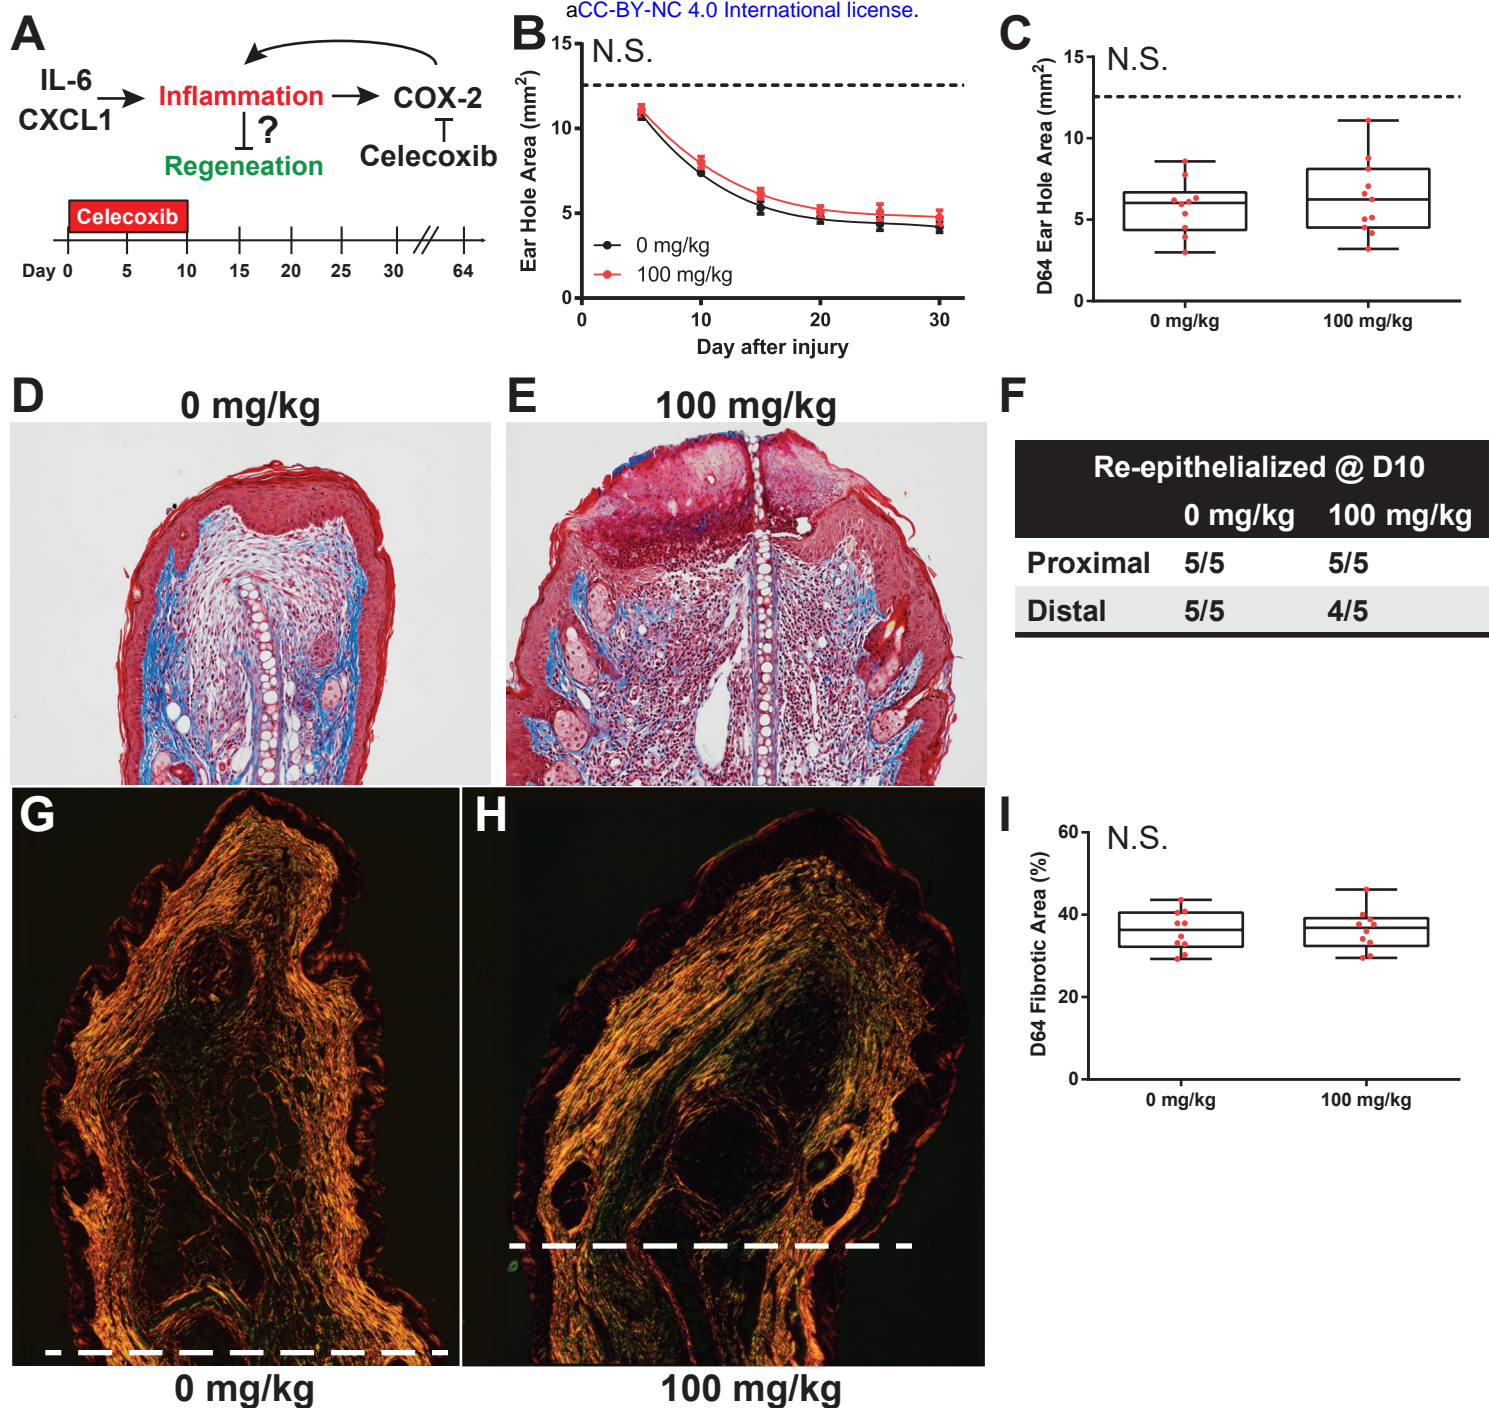 aCC-BY-NC 4.0 International license.
A
IL-6
CXCL1
Inflammation
COX-2
?
Regeneation
Celecoxib
Celecoxib
Day 0 5 10 15 20 25 30 64
B
N.S.
Ear Hole Area (mm2)
15
10
5
0
0 mg/kg
100 mg/kg
0 10 20 30
Day after injury
C
N.S.
D64 Ear Hole Area (mm2)
15
10
5
0
0 mg/kg 100 mg/kg
D
0 mg/kg
E
100 mg/kg
F
Re-epithelialized @ D10
0 mg/kg 100 mg/kg
Proximal 5/5 5/5
Distal 5/5 4/5
G
0 mg/kg
H
100 mg/kg
I
N.S.
D64 Fibrotic Area (%)
60
40
20
0
0 mg/kg 100 mg/kg